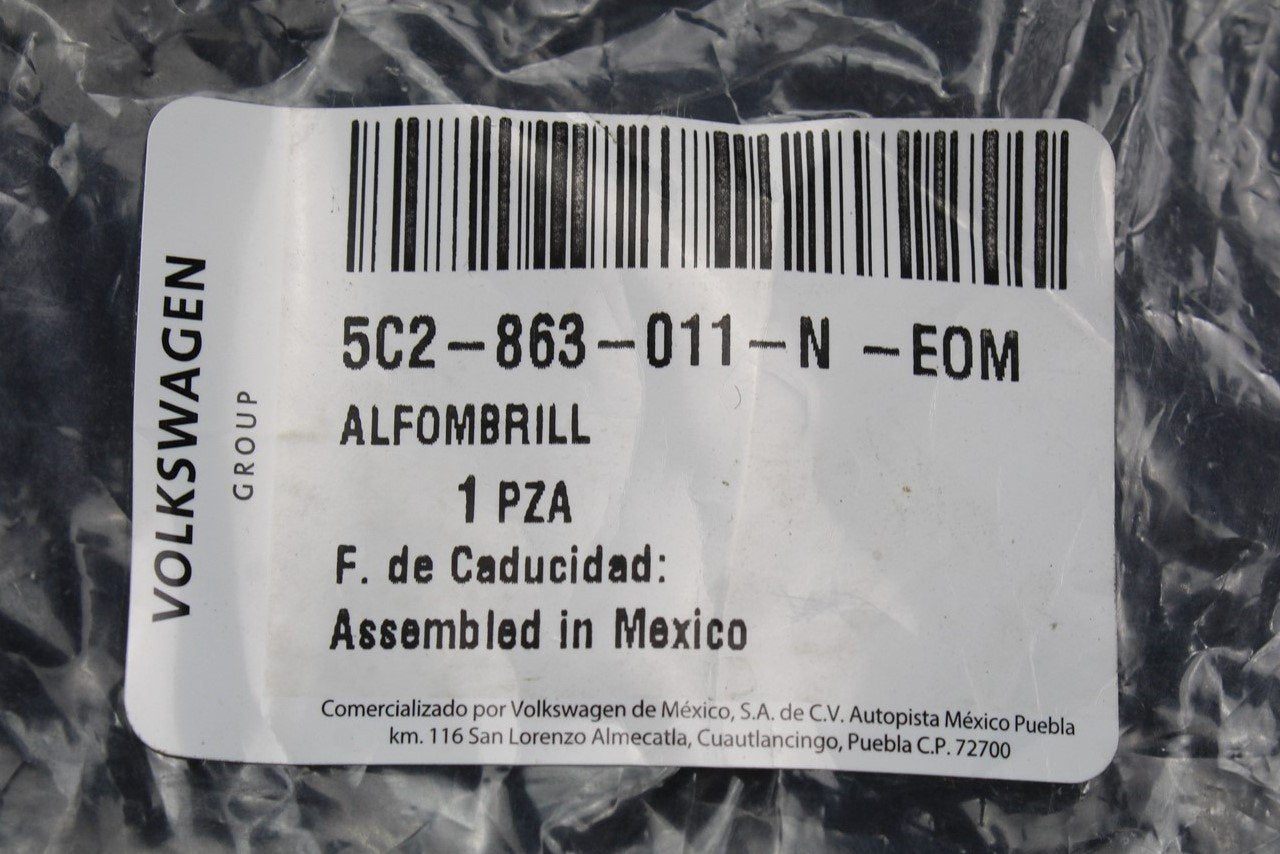 VOLKSWAGEN
GROUP
5C2-863-011-N -EOM
ALFOMBRILL
1 PZA
F. de Caducidad:
Assembled in Mexico
Comercializado por Volkswagen de México, S.A. de C.V. Autopista México Puebla
km. 116 San Lorenzo Almecatla, Cuautlancingo, Puebla C.P. 72700